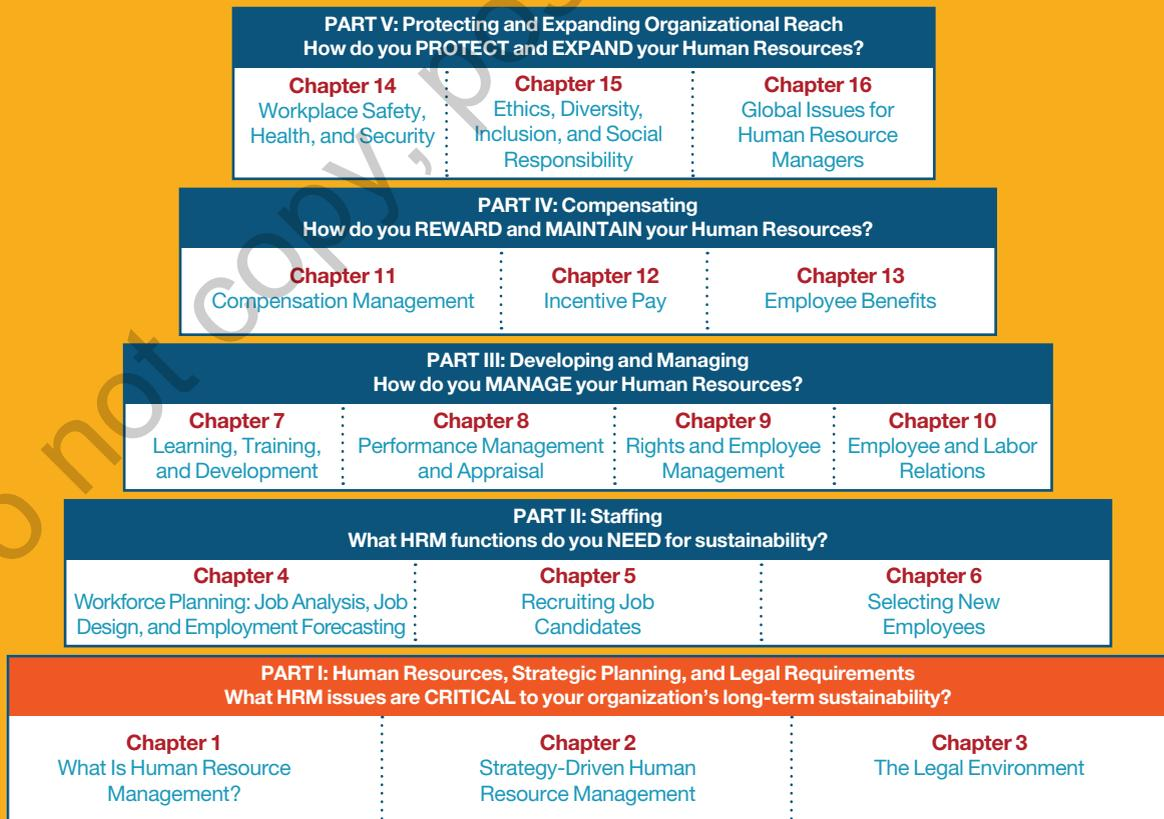 PART V: Protecting and Expanding Organizational Reach
How do you PROTECT and EXPAND your Human Resources?
Chapter 14
Workplace Safety,
Health, and Security
Chapter 15
Ethics, Diversity,
Inclusion, and Social
Responsibility
Chapter 16
Global Issues for
Human Resource
Managers
PART IV: Compensating
How do you REWARD and MAINTAIN your Human Resources?
Chapter 11
Compensation Management
Chapter 12
Incentive Pay
Chapter 13
Employee Benefits
PART III: Developing and Managing
How do you MANAGE your Human Resources?
Chapter 7
Learning, Training,
and Development
Chapter 8
Performance Management
and Appraisal
Chapter 9
Rights and Employee
Management
Chapter 10
Employee and Labor
Relations
PART II: Staffing
What HRM functions do you NEED for sustainability?
Chapter 4
Workforce Planning: Job Analysis, Job
Design, and Employment Forecasting
Chapter 5
Recruiting Job
Candidates
Chapter 6
Selecting New
Employees
PART I: Human Resources, Strategic Planning, and Legal Requirements
What HRM issues are CRITICAL to your organization's long-term sustainability?
Chapter 1
What Is Human Resource
Management?
Chapter 2
Strategy-Driven Human
Resource Management
Chapter 3
The Legal Environment
not copy,